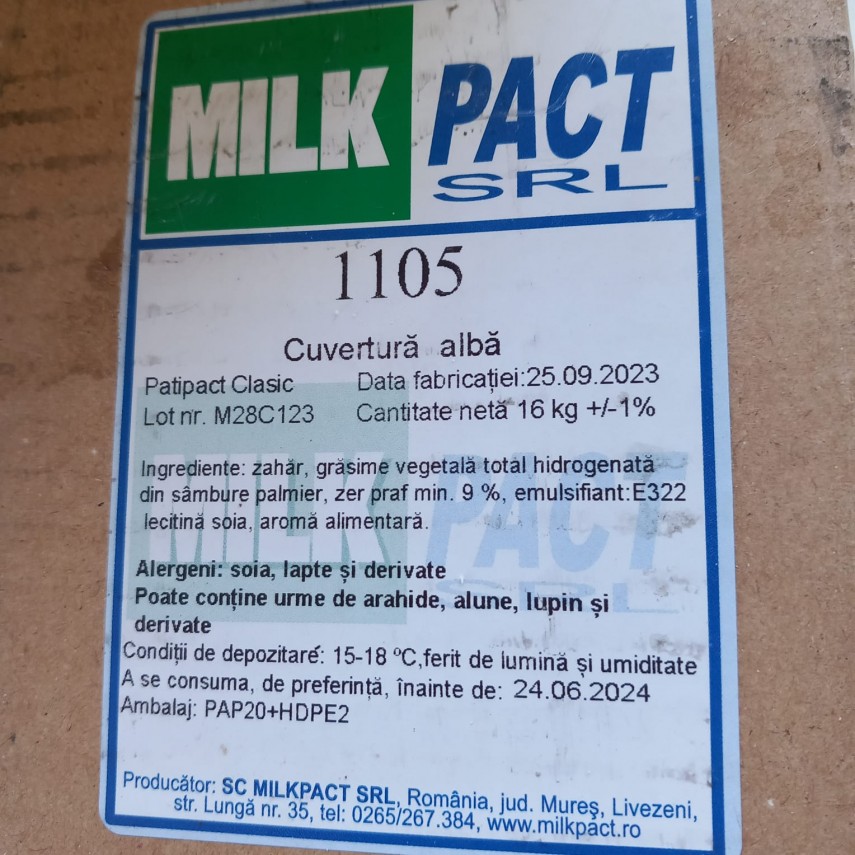 MILK PACT
SRL
1105
Cuvertură albă
Patipact Clasic Data fabricației:25.09.2023
Lot nr. M28C123 Cantitate netă 16 kg +/-1%
Ingrediente: zahăr, grăsime vegetală total hidrogenată
din sâmbure palmier, zer praf min. 9 %, emulsifiant:E322
lecitină soia, aromă alimentară.
Alergeni: soia, lapte și derivate
Poate conține urme de arahide, alune, lupin și
derivate
Condiții de depozitare: 15-18 ºC,ferit de lumină și umiditate
A se consuma, de preferință, înainte de: 24.06.2024
Ambalaj: PAP20+HDPE2
Producător: SC MILKPACT SRL, România, jud. Mureş, Livezeni,
str. Lungă nr. 35, tel: 0265/267.384, www.milkpact.ro